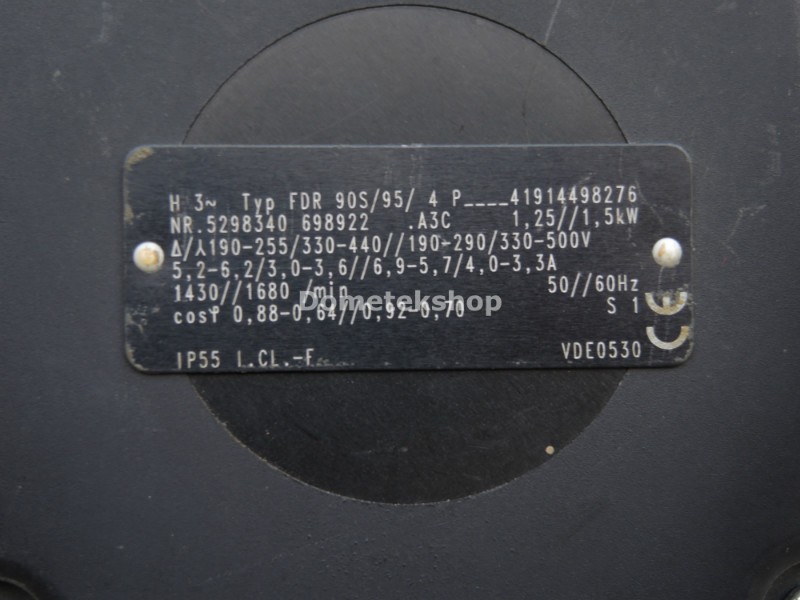 H 3~ Typ FDR 90S/95/ 4 P____41914498276
NR.5298340 698922 .A3C 1,25//1,5kW
Δ/⅄190-255/330-440//190-290/330-500V
5,2-6,2/3,0-3,6//6,9-5,7/4,0-3,3A
1430//1680 /min 50//60Hz
Dometekshop
cosφ 0,88-0,64//0,92-0,70 S 1
CE
IP55 I.CL.-F VDE0530